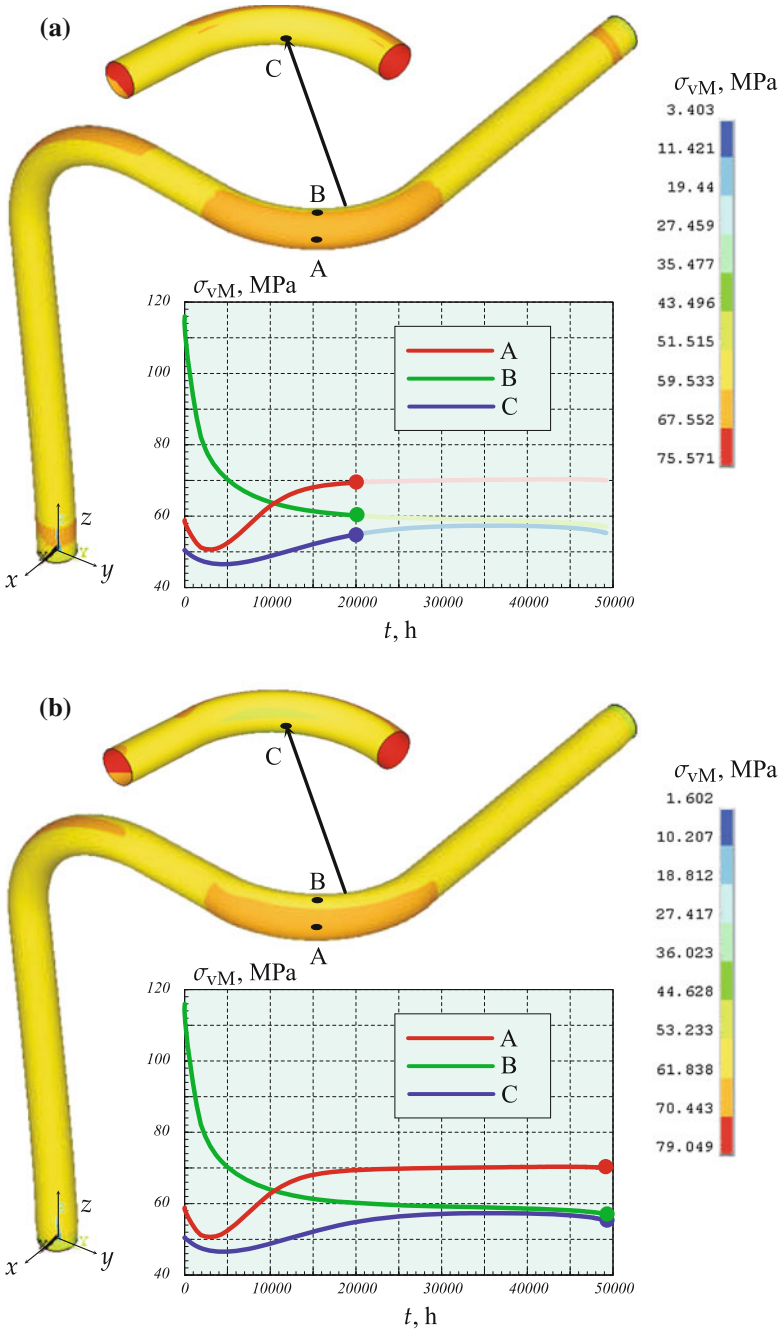 (a)
C
σvM, MPa
3.403
11.421
19.44
27.459
35.477
43.496
51.515
59.533
67.552
75.571
B
A
z
x
y
σvM, MPa
120
100
80
60
40
A
B
C
0
10000
20000
30000
40000
50000
t, h
(b)
C
σvM, MPa
1.602
10.207
18.812
27.417
36.023
44.628
53.233
61.838
70.443
79.049
B
A
z
x
y
σvM, MPa
120
100
80
60
40
A
B
C
0
10000
20000
30000
40000
50000
t, h